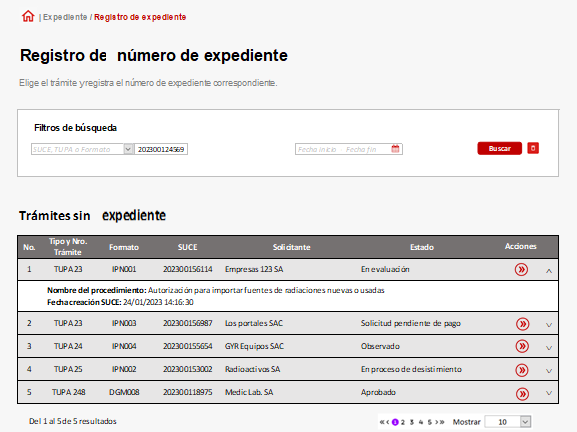 | Expediente / Registro de expediente
Registro de número de expediente
Elige el trámite y registra el número de expediente correspondiente.
Filtros de búsqueda
SUCE, TUPA o Formato 202300124569 Fecha Inicio Fecha fin Buscar
Trámites sin expediente
No. Tipo y Nro. Trámite Formato SUCE Solicitante Estado Acciones
1 TUPA 23 IPN001 202300156114 Empresas 123 SA En evaluación
Nombre del procedimiento: Autorización para importar fuentes de radiaciones nuevas o usadas
Fecha creación SUCE: 24/01/2023 14:16:30
2 TUPA 23 IPN003 202300156987 Los portales SAC Solicitud pendiente de pago
3 TUPA 24 IPN004 202300155654 GYR Equipos SAC Observado
4 TUPA 25 IPN002 202300153002 Radioactivos SA En proceso de desistimiento
5 TUPA 248 DGM008 202300118975 Medic Lab. SA Aprobado
Del 1 al 5 de 5 resultados «‹ 1 2 3 4 5 ›» Mostrar 10